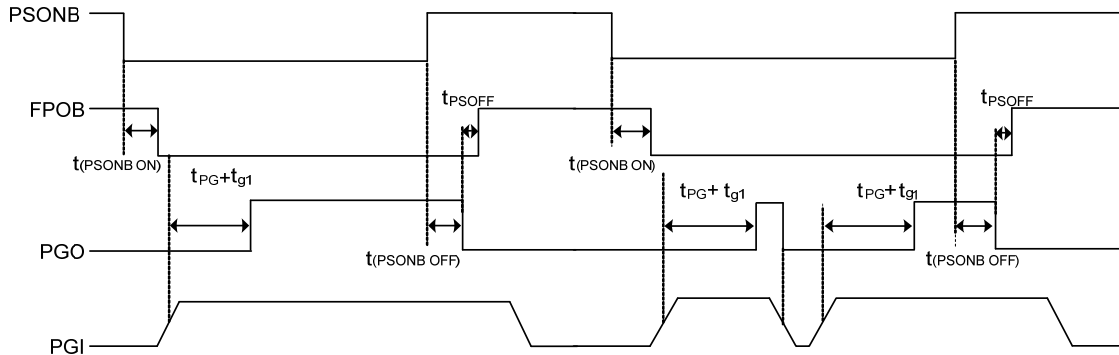 PSONB
FPOB
tPSOFF
tPSOFF
t(PSONB ON)
t(PSONB ON)
tPG+tg1
tPG+ tg1
tPG+tg1
PGO
t(PSONB OFF)
t(PSONB OFF)
PGI